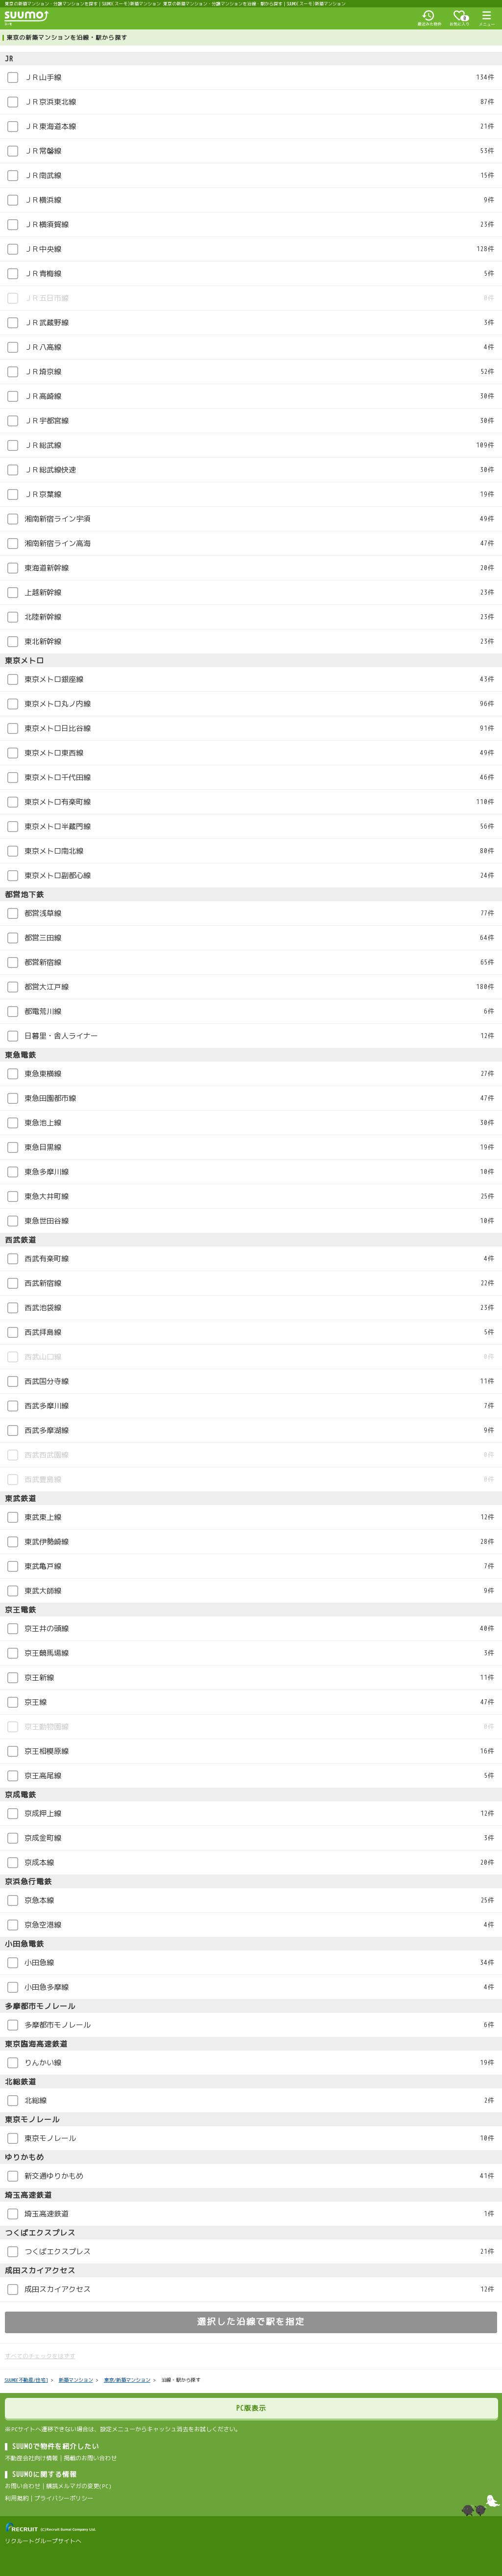 東京の新築マンション・分譲マンションを探す | SUUMO(スーモ)新築マンション 東京の新築マンション・分譲マンションを沿線・駅から探す | SUUMO(スーモ)新築マンション
SUUMO
スーモ
最近みた物件
お気に入り
0
メニュー
東京の新築マンションを沿線・駅から探す
JR
ＪＲ山手線 134件
ＪＲ京浜東北線 87件
ＪＲ東海道本線 21件
ＪＲ常磐線 53件
ＪＲ南武線 15件
ＪＲ横浜線 9件
ＪＲ横須賀線 23件
ＪＲ中央線 128件
ＪＲ青梅線 5件
ＪＲ五日市線 0件
ＪＲ武蔵野線 3件
ＪＲ八高線 4件
ＪＲ埼京線 52件
ＪＲ高崎線 30件
ＪＲ宇都宮線 30件
ＪＲ総武線 109件
ＪＲ総武線快速 30件
ＪＲ京葉線 19件
湘南新宿ライン宇須 49件
湘南新宿ライン高海 47件
東海道新幹線 20件
上越新幹線 23件
北陸新幹線 23件
東北新幹線 23件
東京メトロ
東京メトロ銀座線 43件
東京メトロ丸ノ内線 96件
東京メトロ日比谷線 91件
東京メトロ東西線 49件
東京メトロ千代田線 46件
東京メトロ有楽町線 110件
東京メトロ半蔵門線 56件
東京メトロ南北線 80件
東京メトロ副都心線 24件
都営地下鉄
都営浅草線 77件
都営三田線 64件
都営新宿線 65件
都営大江戸線 180件
都電荒川線 6件
日暮里・舎人ライナー 12件
東急電鉄
東急東横線 27件
東急田園都市線 47件
東急池上線 30件
東急目黒線 19件
東急多摩川線 10件
東急大井町線 25件
東急世田谷線 10件
西武鉄道
西武有楽町線 4件
西武新宿線 22件
西武池袋線 23件
西武拝島線 5件
西武山口線 0件
西武国分寺線 11件
西武多摩川線 7件
西武多摩湖線 9件
西武西武園線 0件
西武豊島線 0件
東武鉄道
東武東上線 12件
東武伊勢崎線 28件
東武亀戸線 7件
東武大師線 9件
京王電鉄
京王井の頭線 40件
京王競馬場線 3件
京王新線 11件
京王線 47件
京王動物園線 0件
京王相模原線 16件
京王高尾線 5件
京成電鉄
京成押上線 12件
京成金町線 3件
京成本線 20件
京浜急行電鉄
京急本線 25件
京急空港線 4件
小田急電鉄
小田急線 34件
小田急多摩線 4件
多摩都市モノレール
多摩都市モノレール 6件
東京臨海高速鉄道
りんかい線 19件
北総鉄道
北総線 2件
東京モノレール
東京モノレール 10件
ゆりかもめ
新交通ゆりかもめ 41件
埼玉高速鉄道
埼玉高速鉄道 1件
つくばエクスプレス
つくばエクスプレス 21件
成田スカイアクセス
成田スカイアクセス 12件
選択した沿線で駅を指定
すべてのチェックをはずす
SUUMO[不動産/住宅] > 新築マンション > 東京/新築マンション > 沿線・駅から探す
PC版表示
※PCサイトへ遷移できない場合は、設定メニューからキャッシュ消去をお試しください。
SUUMOで物件を紹介したい
不動産会社向け情報 | 掲載のお問い合わせ
SUUMOに関する情報
お問い合わせ | 購読メルマガの変更(PC)
利用規約 | プライバシーポリシー
RECRUIT (C)Recruit Sumai Company Ltd.
リクルートグループサイトへ